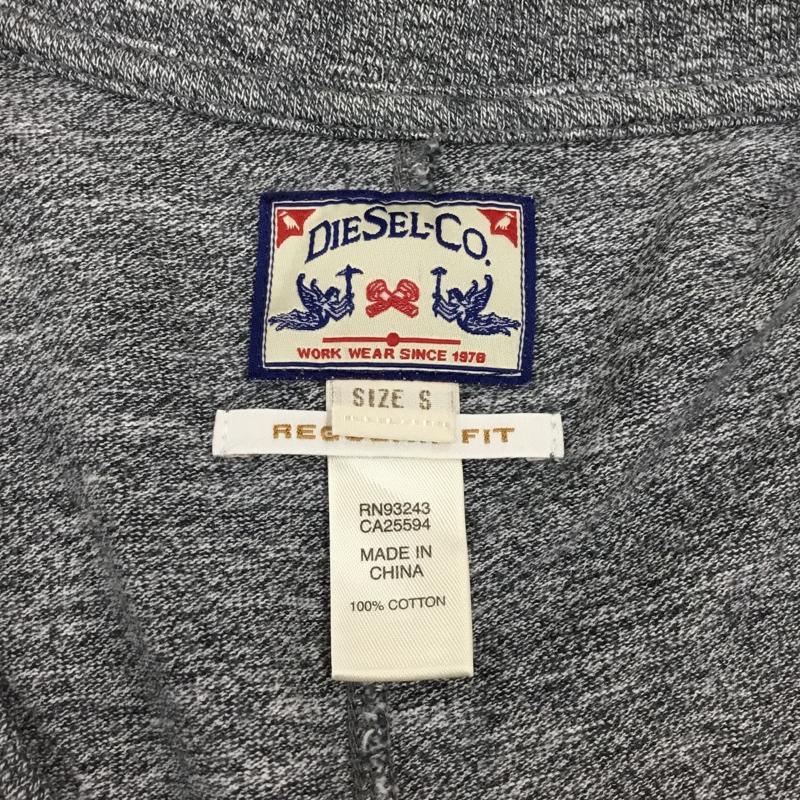 DIESEL-CO.
WORK WEAR SINCE 1978
SIZE S
FIT
RN93243
CA25594
MADE IN
CHINA
100% COTTON